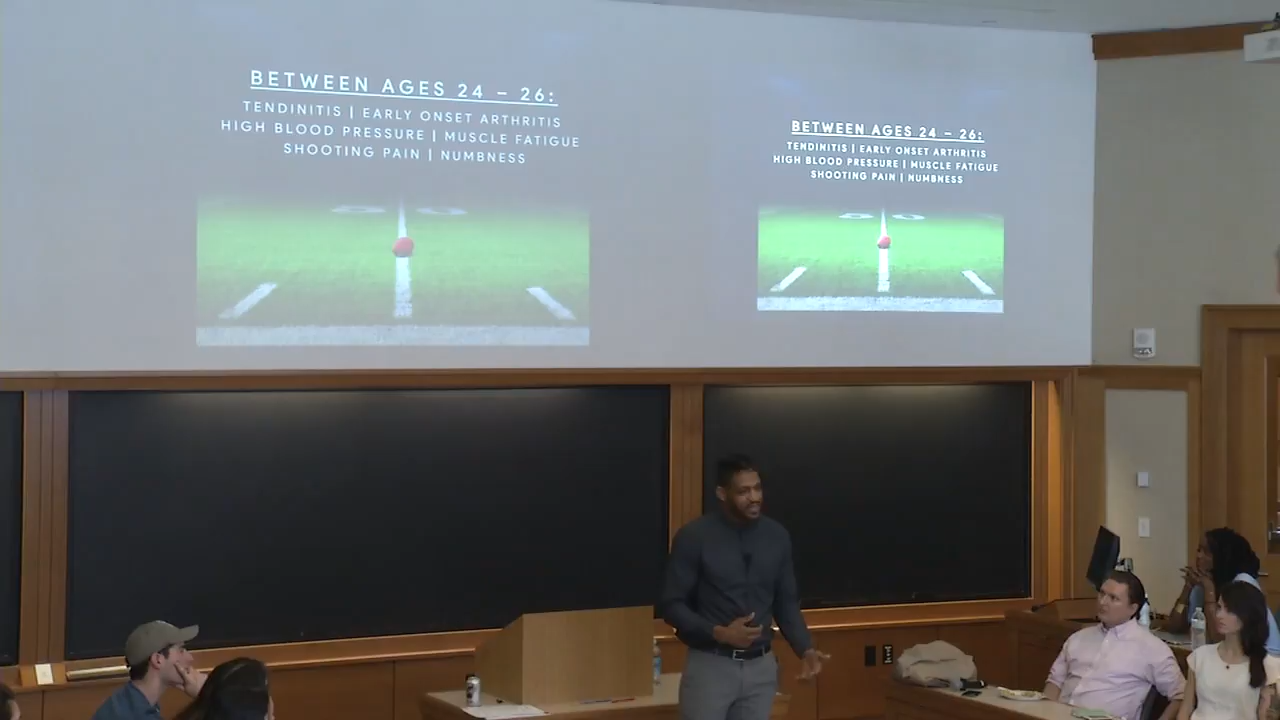 BETWEEN AGES 24 – 26:
TENDINITIS | EARLY ONSET ARTHRITIS
HIGH BLOOD PRESSURE | MUSCLE FATIGUE
SHOOTING PAIN | NUMBNESS
BETWEEN AGES 24 – 26:
TENDINITIS | EARLY ONSET ARTHRITIS
HIGH BLOOD PRESSURE | MUSCLE FATIGUE
SHOOTING PAIN | NUMBNESS